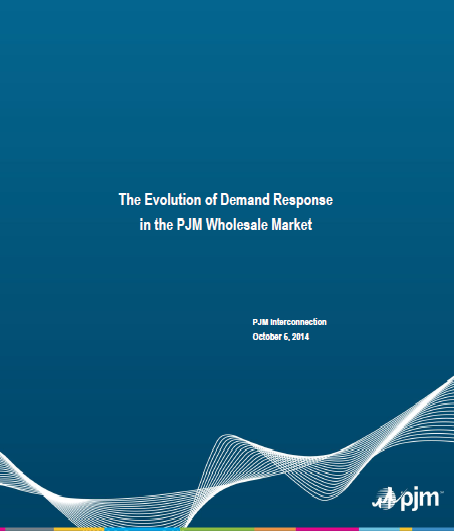 The Evolution of Demand Response
in the PJM Wholesale Market
PJM Interconnection
October 6, 2014
pjm